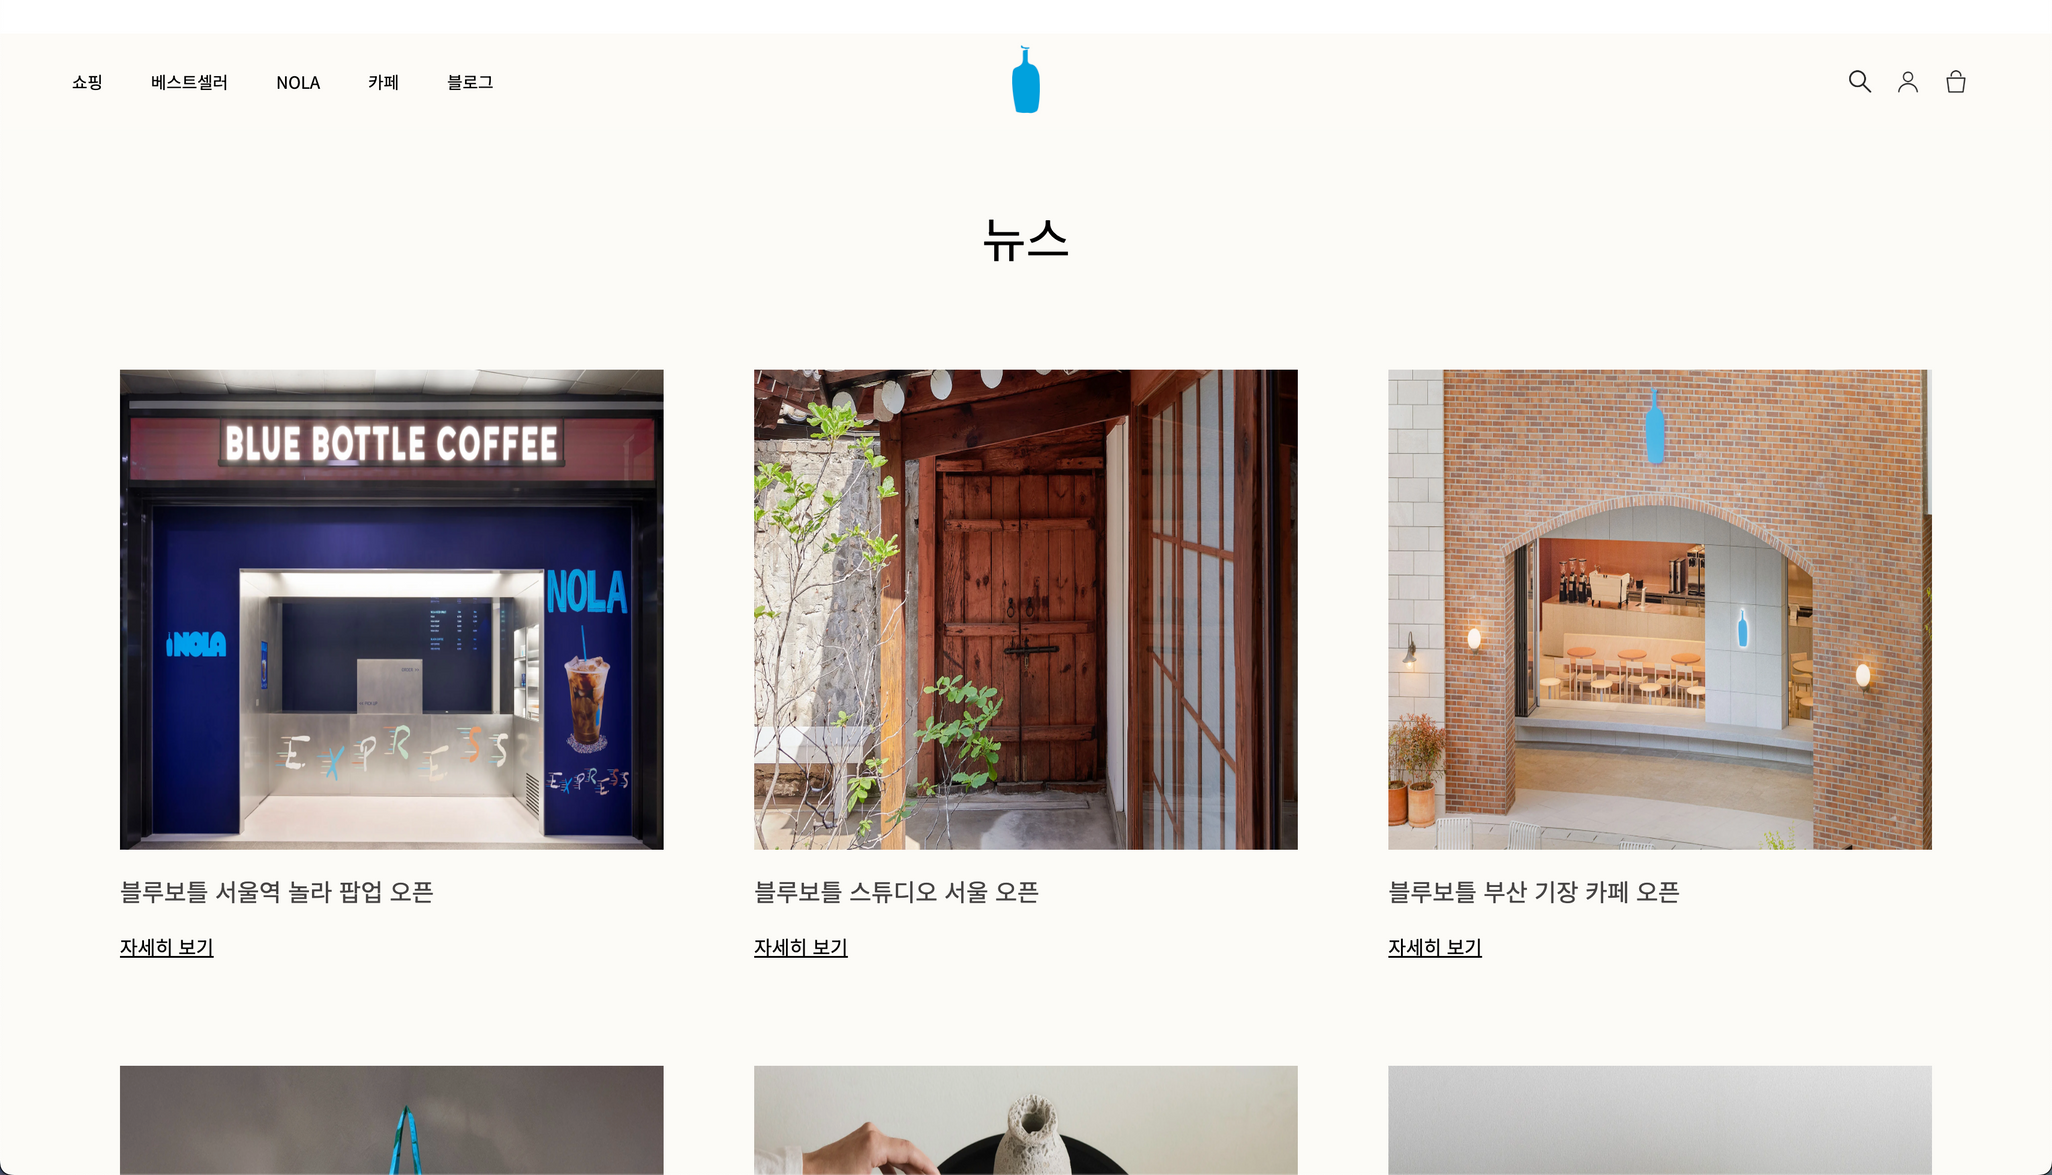 쇼핑
베스트셀러
NOLA
카페
블로그
뉴스
BLUE BOTTLE COFFEE
NOLA
NOLA
EXPRESS
EXPRESS
블루보틀 서울역 놀라 팝업 오픈
자세히 보기
블루보틀 스튜디오 서울 오픈
자세히 보기
블루보틀 부산 기장 카페 오픈
자세히 보기